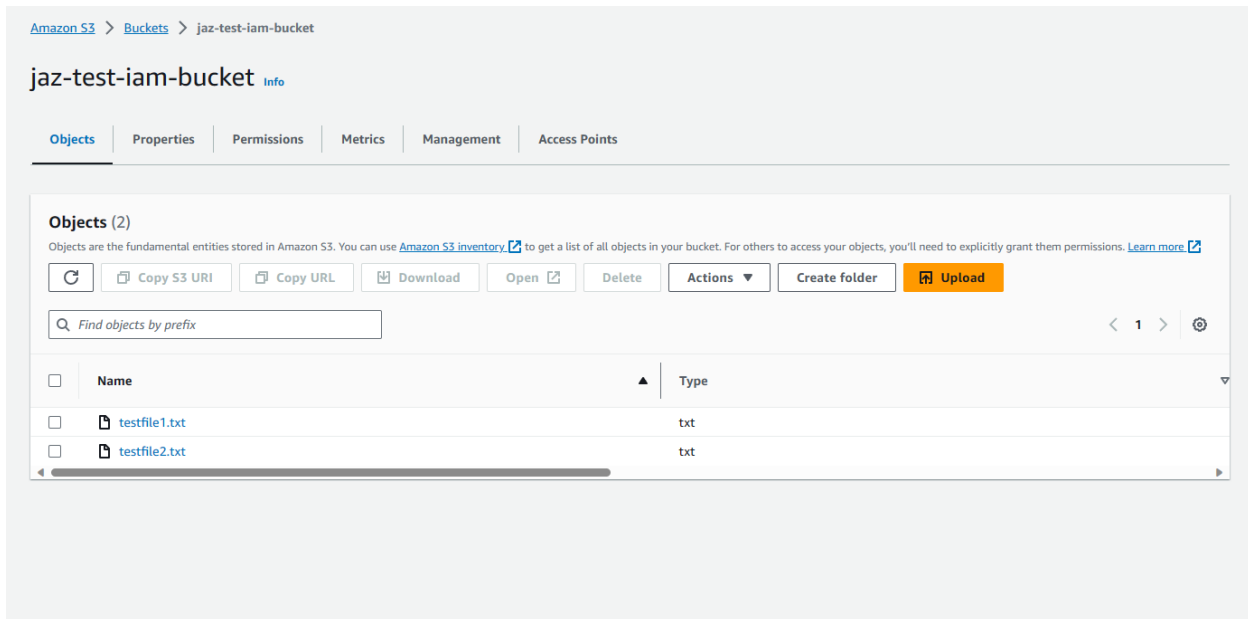 Amazon S3 > Buckets > jaz-test-iam-bucket
jaz-test-iam-bucket Info
Objects Properties Permissions Metrics Management Access Points
Objects (2)
Objects are the fundamental entities stored in Amazon S3. You can use Amazon S3 inventory to get a list of all objects in your bucket. For others to access your objects, you'll need to explicitly grant them permissions. Learn more
Copy S3 URI Copy URL Download Open Delete Actions Create folder Upload
Find objects by prefix 1
Name Type
testfile1.txt txt
testfile2.txt txt